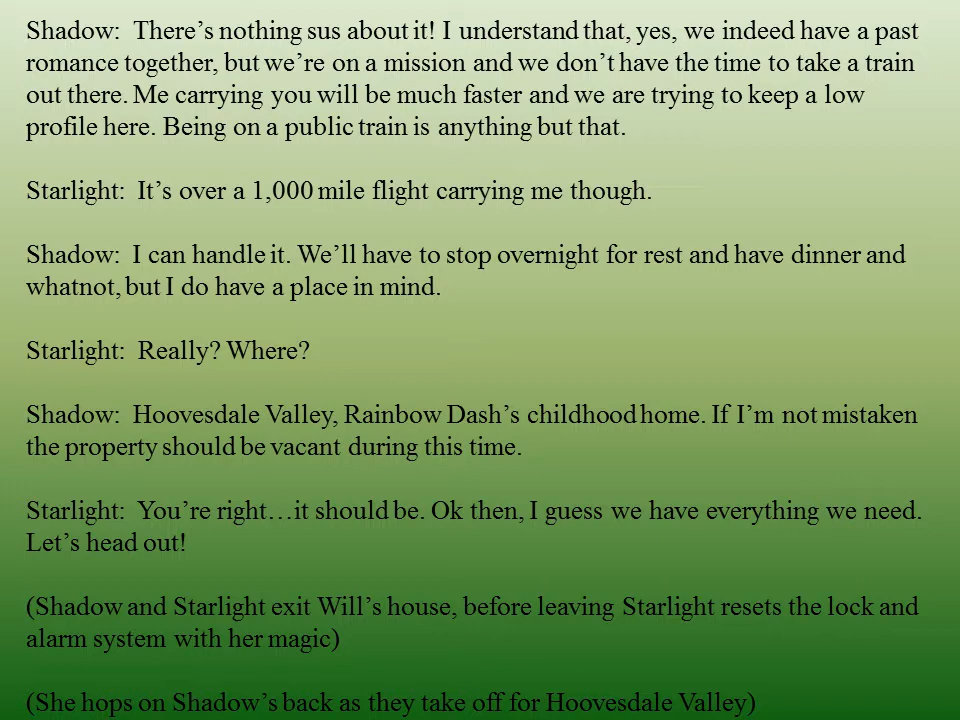 Shadow:  There’s nothing sus about it! I understand that, yes, we indeed have a past
romance together, but we’re on a mission and we don’t have the time to take a train
out there. Me carrying you will be much faster and we are trying to keep a low
profile here. Being on a public train is anything but that.
Starlight:  It’s over a 1,000 mile flight carrying me though.
Shadow:  I can handle it. We’ll have to stop overnight for rest and have dinner and
whatnot, but I do have a place in mind.
Starlight:  Really? Where?
Shadow:  Hoovesdale Valley, Rainbow Dash’s childhood home. If I’m not mistaken
the property should be vacant during this time.
Starlight:  You’re right…it should be. Ok then, I guess we have everything we need.
Let’s head out!
(Shadow and Starlight exit Will’s house, before leaving Starlight resets the lock and
alarm system with her magic)
(She hops on Shadow’s back as they take off for Hoovesdale Valley)